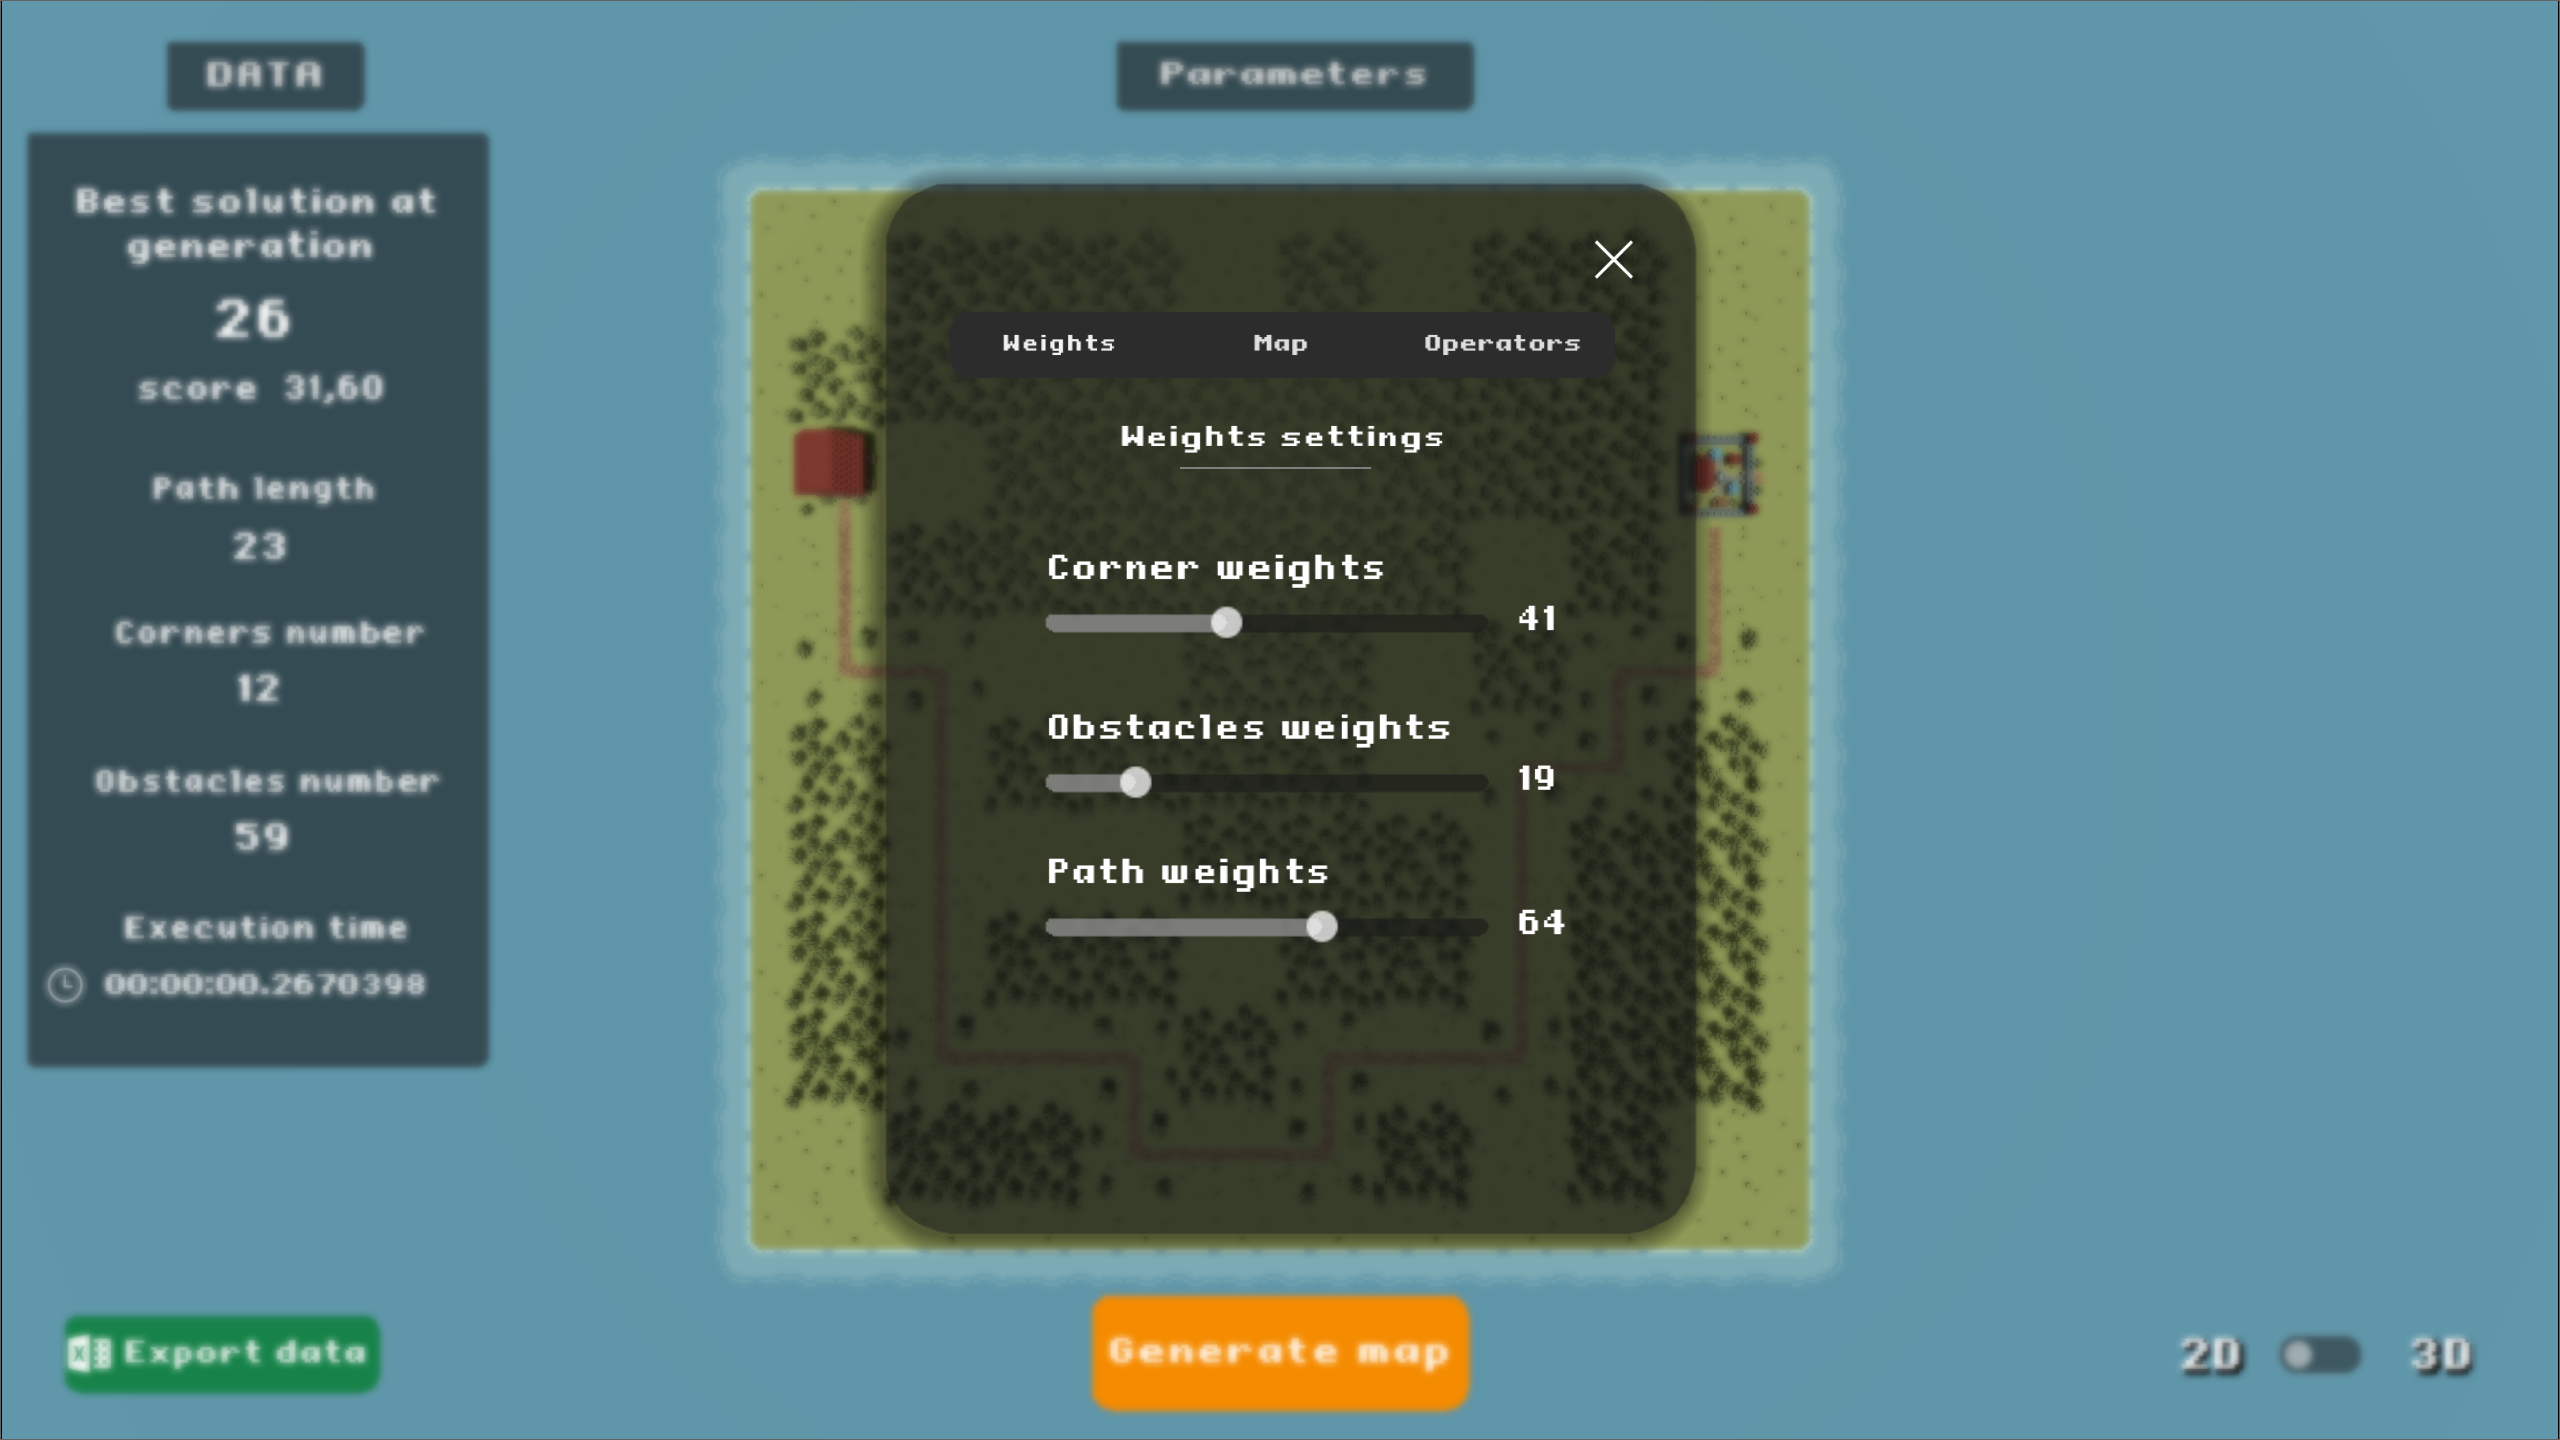 DATA
Parameters
Best solution at
generation
26
score 31,60
Path length
23
Corners number
12
Obstacles number
59
Execution time
00:00:00.2670398
Weights
Map
Operators
Weights settings
Corner weights
41
Obstacles weights
19
Path weights
64
Export data
Generate map
2D
3D